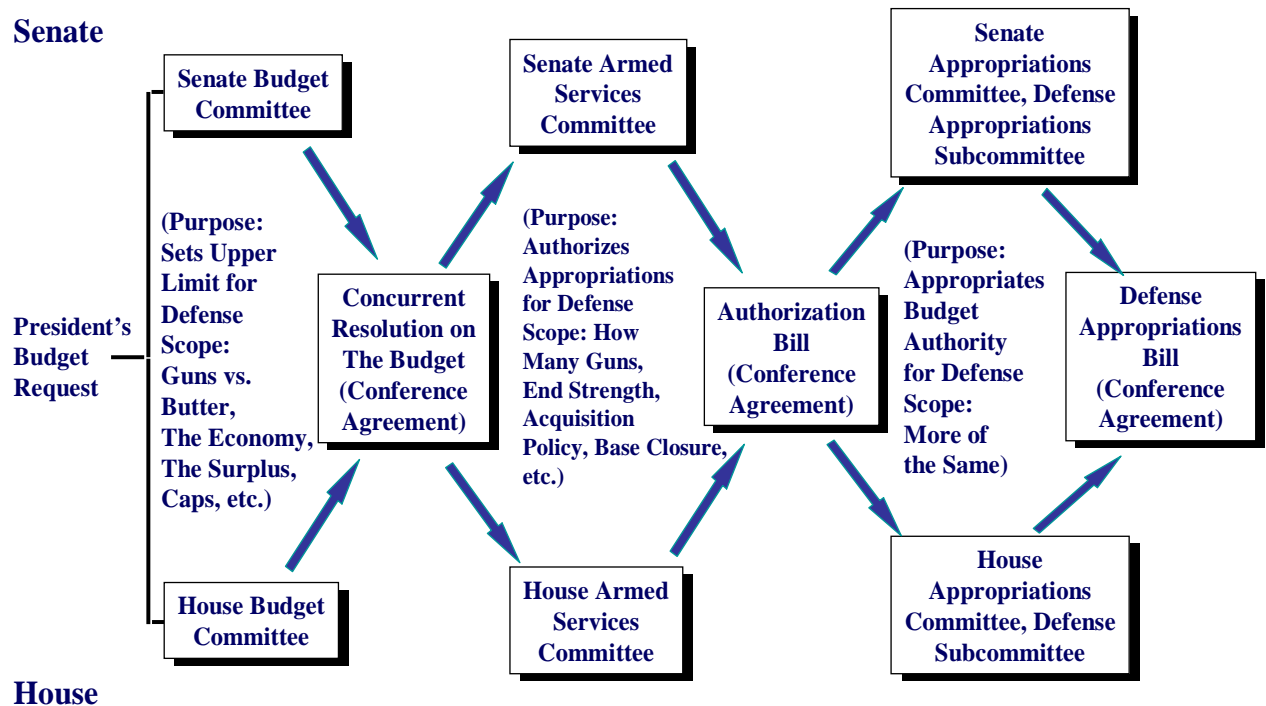 Senate
Senate Budget
Committee
Senate Armed
Services
Committee
Senate
Appropriations
Committee, Defense
Appropriations
Subcommittee
President's
Budget
Request
(Purpose:
Sets Upper
Limit for
Defense
Scope:
Guns vs.
Butter,
The Economy,
The Surplus,
Caps, etc.)
Concurrent
Resolution on
The Budget
(Conference
Agreement)
(Purpose:
Authorizes
Appropriations
for Defense
Scope: How
Many Guns,
End Strength,
Acquisition
Policy, Base Closure,
etc.)
Authorization
Bill
(Conference
Agreement)
(Purpose:
Appropriates
Budget
Authority
for Defense
Scope:
More of
the Same)
Defense
Appropriations
Bill
(Conference
Agreement)
House Budget
Committee
House Armed
Services
Committee
House
Appropriations
Committee, Defense
Subcommittee
House